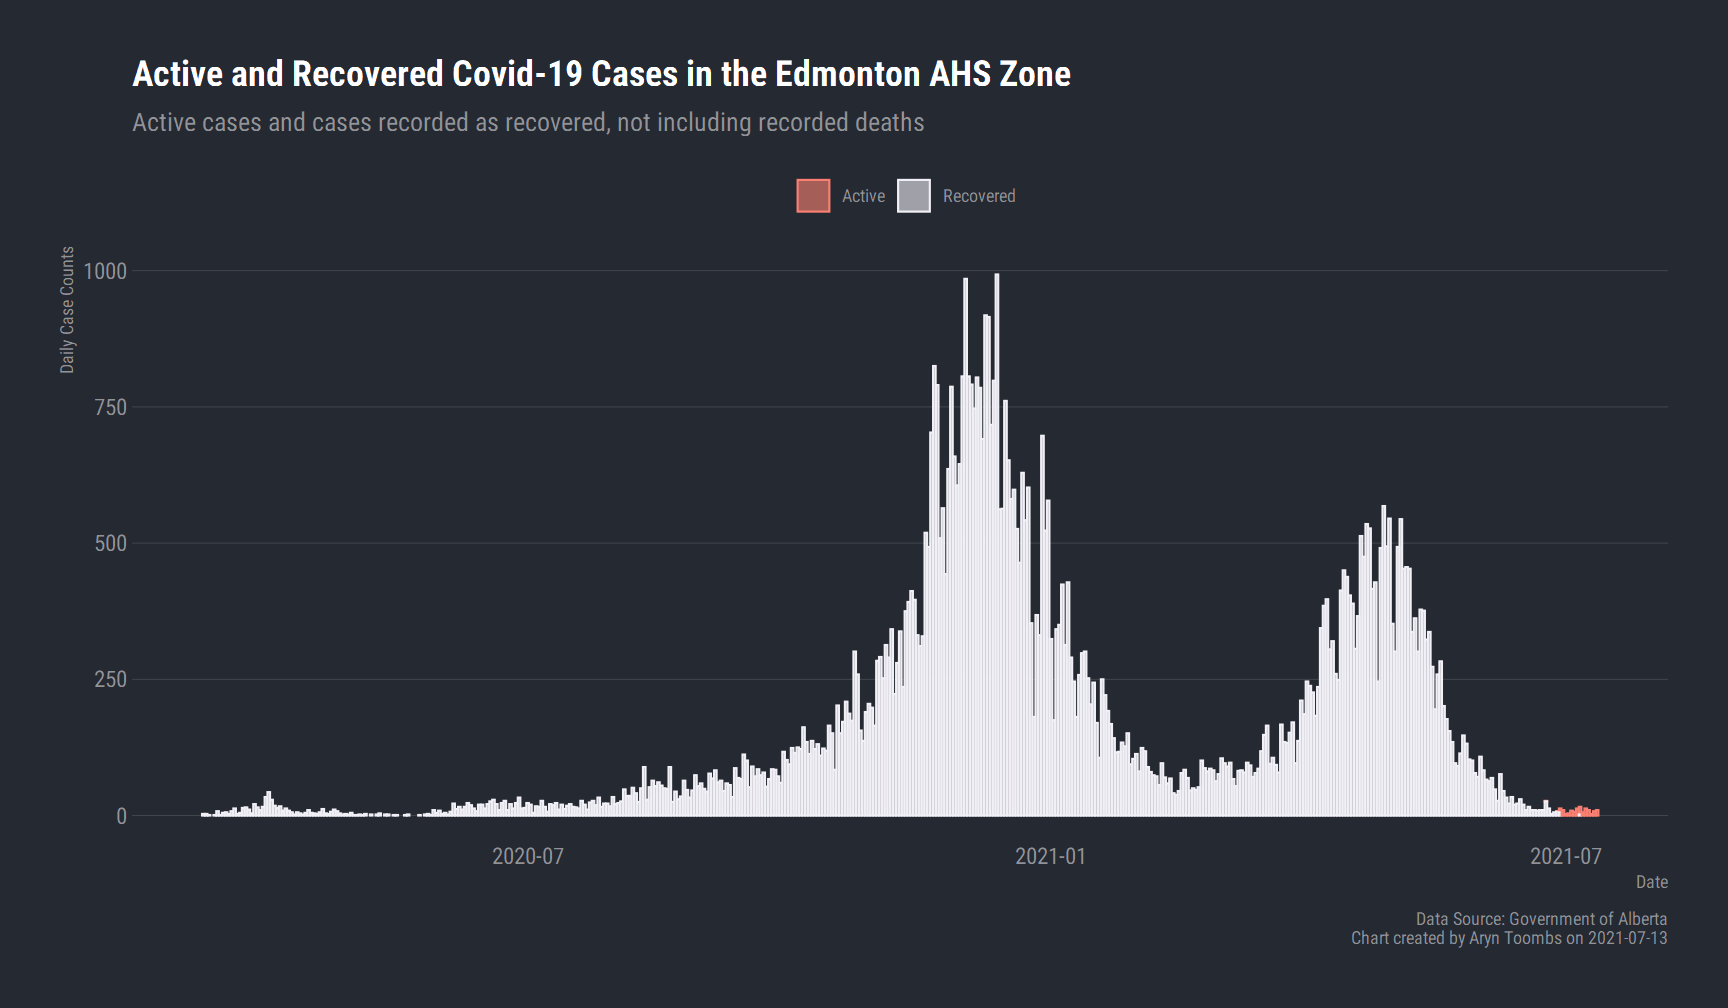 Active and Recovered Covid-19 Cases in the Edmonton AHS Zone
Active cases and cases recorded as recovered, not including recorded deaths
Active
Recovered
Daily Case Counts
1000
750
500
250
0
2020-07
2021-01
2021-07
Date
Data Source: Government of Alberta
Chart created by Aryn Toombs on 2021-07-13